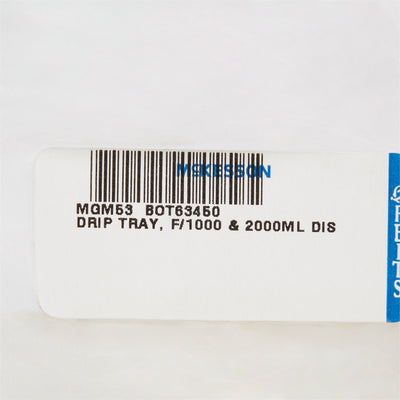 McKESSON
MGM53 BOT63450
DRIP TRAY, F/1000 & 2000ML DIS